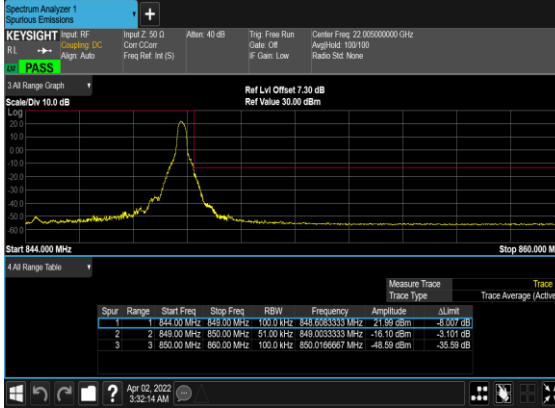 Spectrum Analyzer 1
Spurious Emissions
+
KEYSIGHT Input: RF Input Z: 50 Ω Atten: 40 dB Trig: Free Run Center Freq: 22.005000000 GHz
RL Coupling: DC Corr CCorr Gate: Off Avg|Hold: 100/100
Align: Auto Freq Ref: Int (S) IF Gain: Low Radio Std: None
PASS
3 All Range Graph
Ref Lvl Offset 7.30 dB
Scale/Div 10.0 dB Ref Value 30.00 dBm
Log
20.0
10.0
0.00
-10.0
-20.0
-30.0
-40.0
-50.0
-60.0
Start 844.000 MHz Stop 860.000 M
4 All Range Table
Measure Trace Trace
Trace Type Trace Average (Active
Spur Range Start Freq Stop Freq RBW Frequency Amplitude ΔLimit
1 1 844.00 MHz 849.00 MHz 100.0 kHz 848.6083333 MHz 21.99 dBm -8.007 dB
2 2 849.00 MHz 850.00 MHz 51.00 kHz 849.0033333 MHz -16.10 dBm -3.101 dB
3 3 850.00 MHz 860.00 MHz 100.0 kHz 850.0166667 MHz -48.59 dBm -35.59 dB
?
Apr 02, 2022
3:32:14 AM